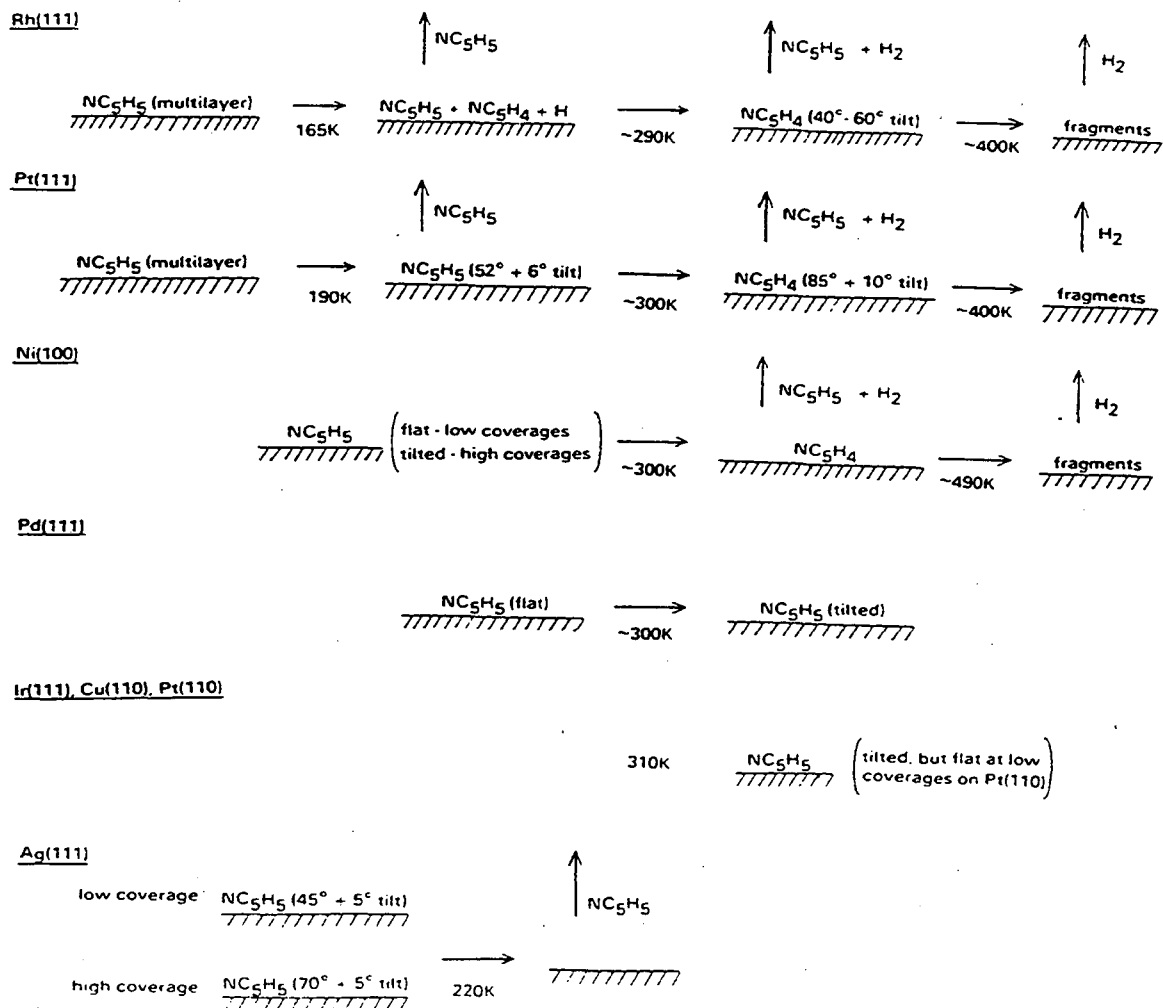 Rh(111)
NC5H5
NC5H5 + H2
H2
NC5H5 (multilayer)
165K
NC5H5 + NC5H4 + H
~290K
NC5H4 (40° - 60° tilt)
~400K
fragments
Pt(111)
NC5H5
NC5H5 + H2
H2
NC5H5 (multilayer)
190K
NC5H5 (52° + 6° tilt)
~300K
NC5H4 (85° + 10° tilt)
~400K
fragments
Ni(100)
NC5H5 + H2
H2
NC5H5
flat - low coverages
tilted - high coverages
~300K
NC5H4
~490K
fragments
Pd(111)
NC5H5 (flat)
~300K
NC5H5 (tilted)
Ir(111), Cu(110), Pt(110)
310K
NC5H5
tilted, but flat at low
coverages on Pt(110)
Ag(111)
low coverage
NC5H5 (45° + 5° tilt)
NC5H5
high coverage
NC5H5 (70° + 5° tilt)
220K